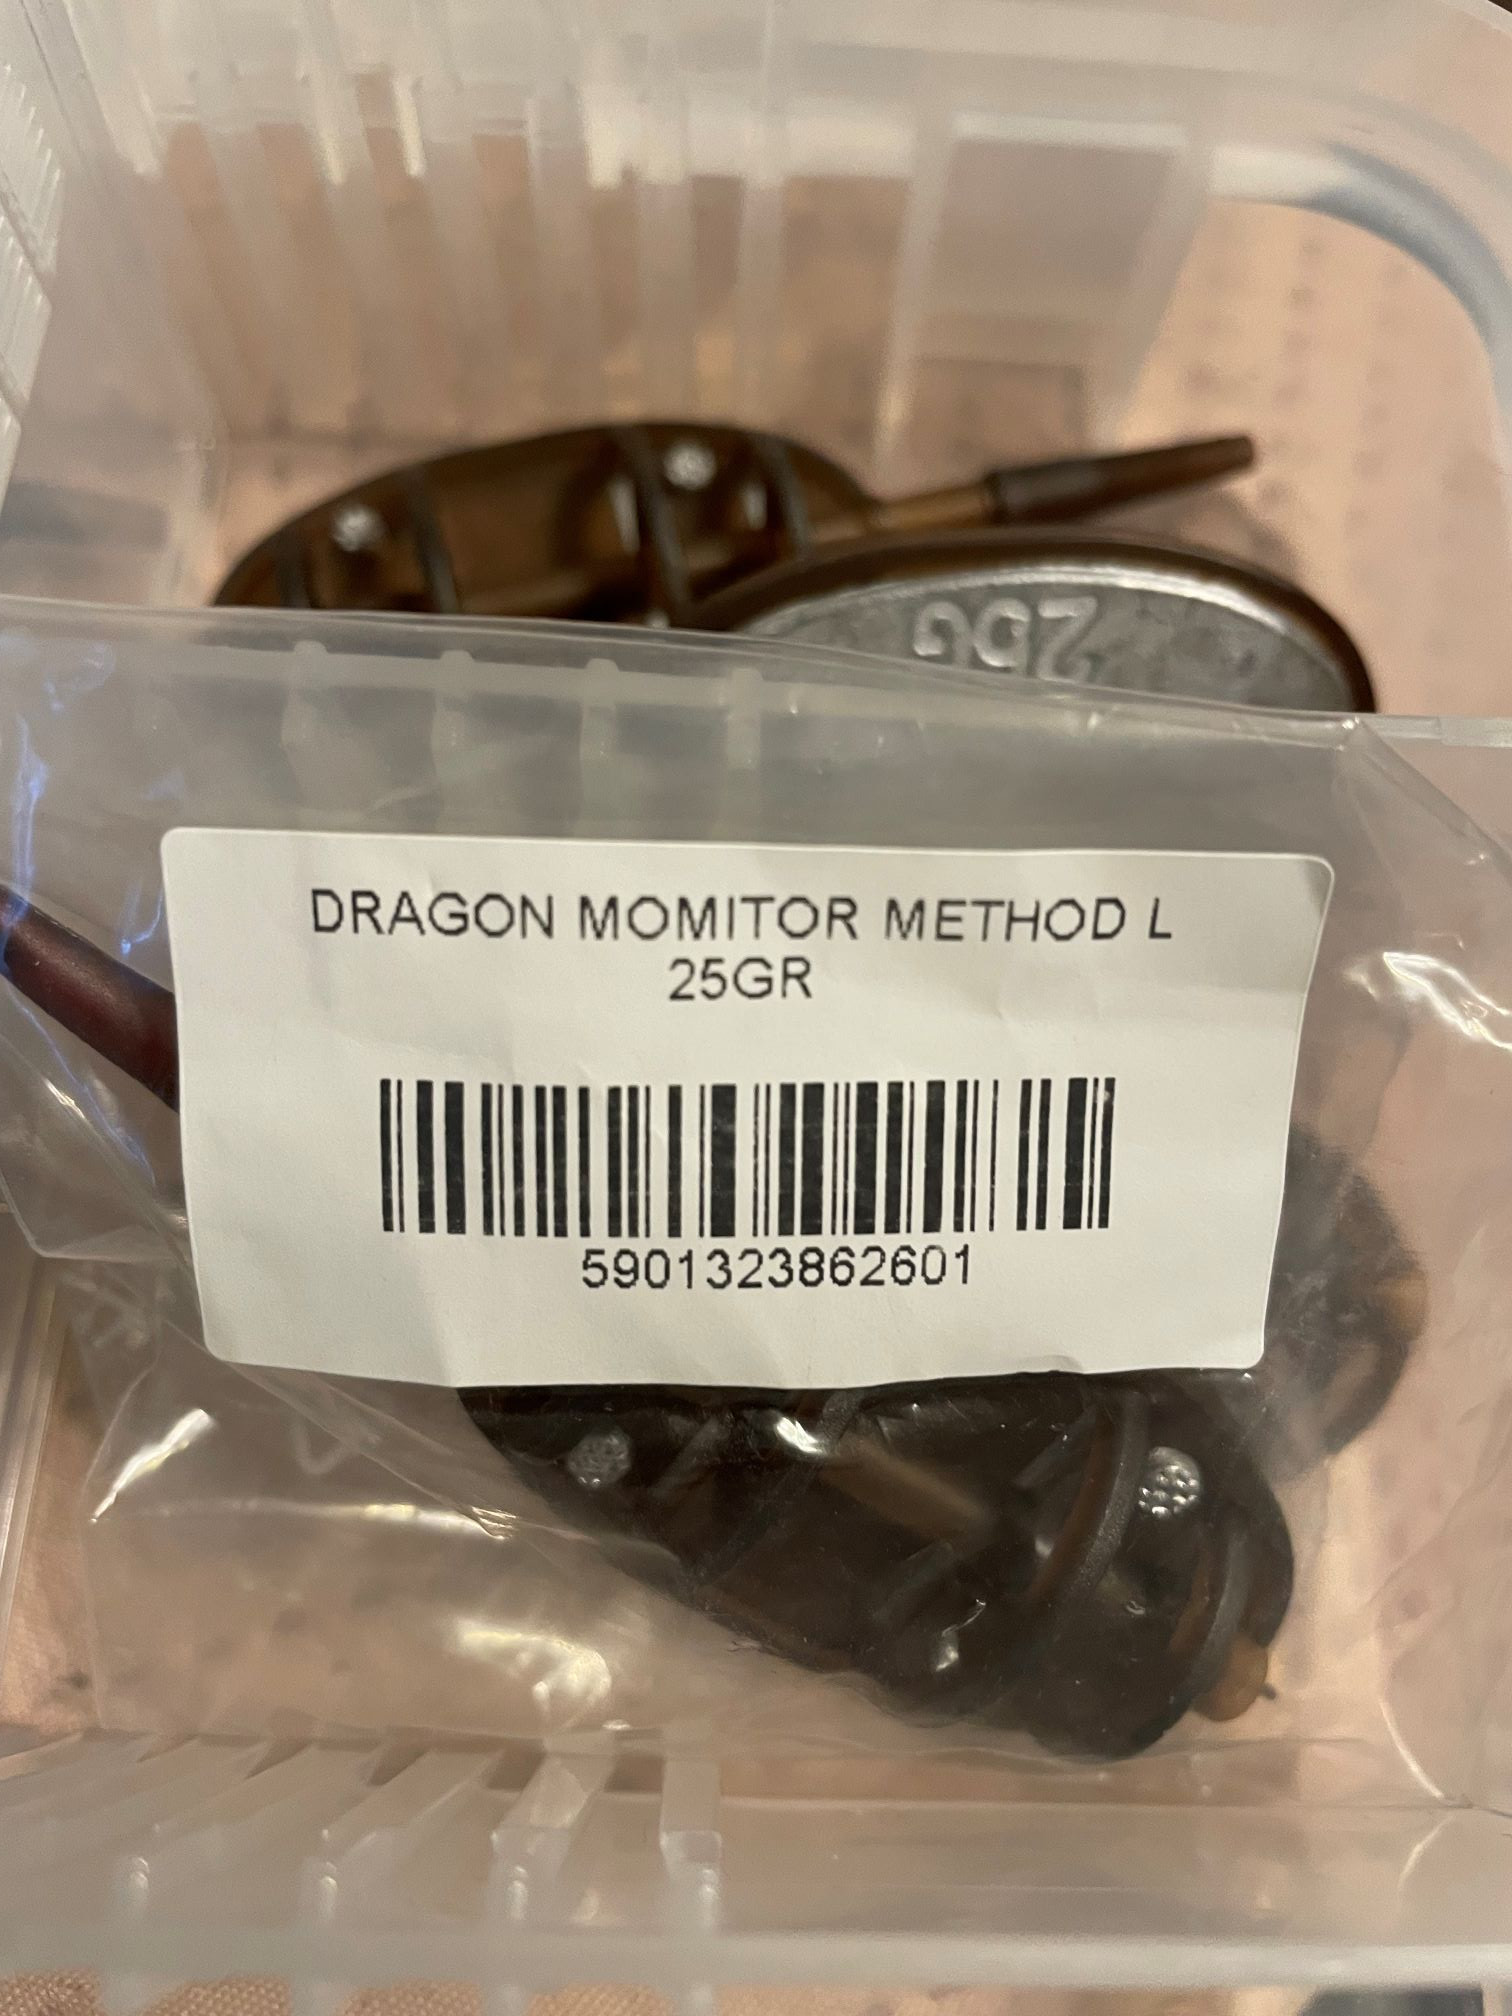 25G
DRAGON MOMITOR METHOD L
25GR
5901323862601